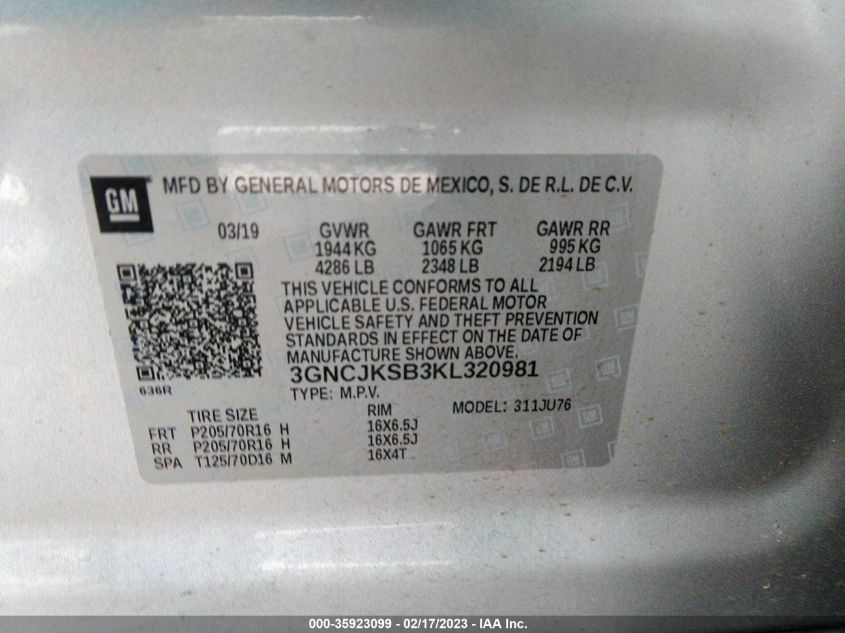 GM
MFD BY GENERAL MOTORS DE MEXICO, S. DE R.L. DE C.V.
03/19 GVWR GAWR FRT GAWR RR
1944 KG 1065 KG 995 KG
4286 LB 2348 LB 2194 LB
THIS VEHICLE CONFORMS TO ALL
APPLICABLE U.S. FEDERAL MOTOR
VEHICLE SAFETY AND THEFT PREVENTION
STANDARDS IN EFFECT ON THE DATE OF
MANUFACTURE SHOWN ABOVE.
636R
3GNCJKSB3KL320981
TYPE: M.P.V. MODEL: 311JU76
TIRE SIZE RIM
FRT P205/70R16 H 16X6.5J
RR P205/70R16 H 16X6.5J
SPA T125/70D16 M 16X4T
000-35923099 - 02/17/2023 - IAA Inc.